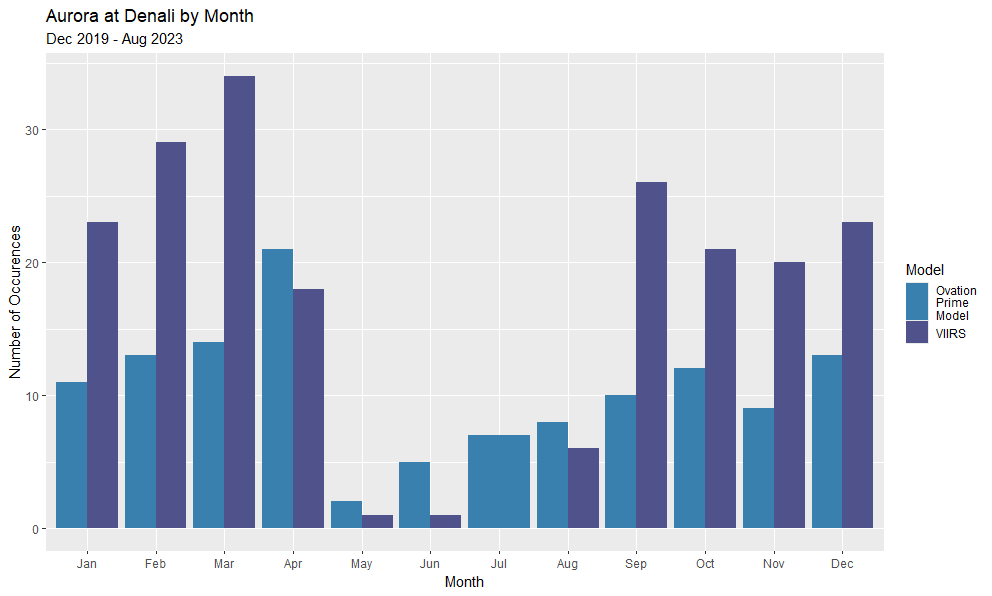 Aurora at Denali by Month
Dec 2019 - Aug 2023
Number of Occurences
30
20
10
0
Jan Feb Mar Apr May Jun Jul Aug Sep Oct Nov Dec
Month
Model
Ovation
Prime
Model
VIIRS